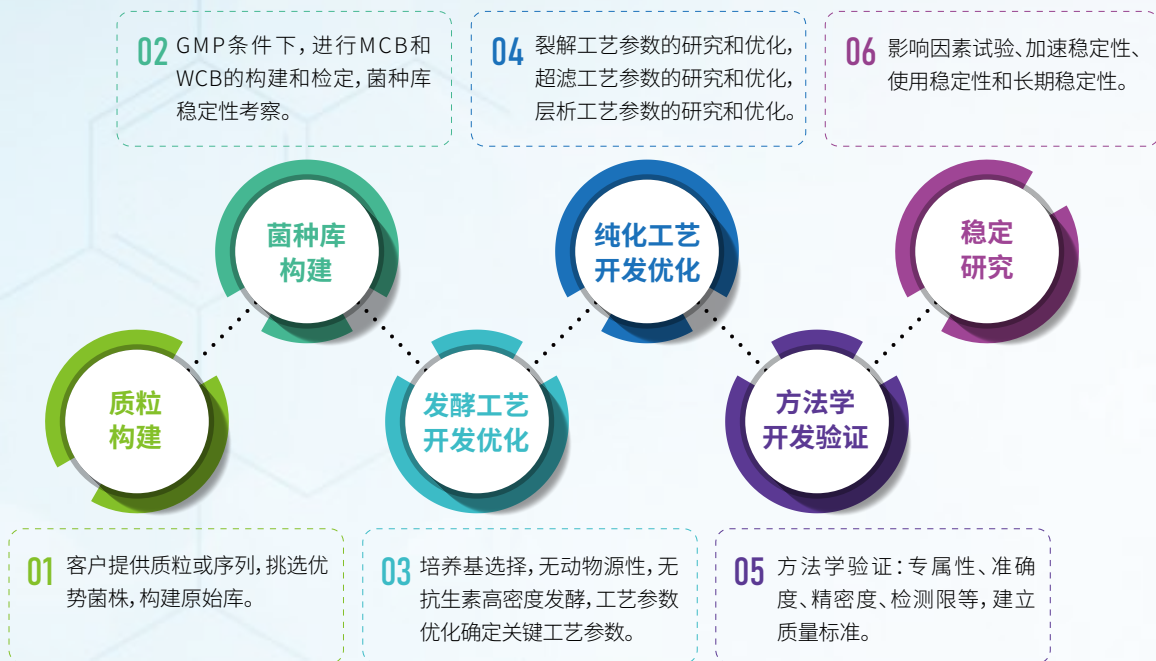 02
GMP条件下，进行MCB和
WCB的构建和检定，菌种库
稳定性考察。
04
裂解工艺参数的研究和优化，
超滤工艺参数的研究和优化，
层析工艺参数的研究和优化。
06
影响因素试验、加速稳定性、
使用稳定性和长期稳定性。
菌种库
构建
纯化工艺
开发优化
稳定
研究
质粒
构建
发酵工艺
开发优化
方法学
开发验证
01
客户提供质粒或序列，挑选优
势菌株，构建原始库。
03
培养基选择，无动物源性，无
抗生素高密度发酵，工艺参数
优化确定关键工艺参数。
05
方法学验证：专属性、准确
度、精密度、检测限等，建立
质量标准。